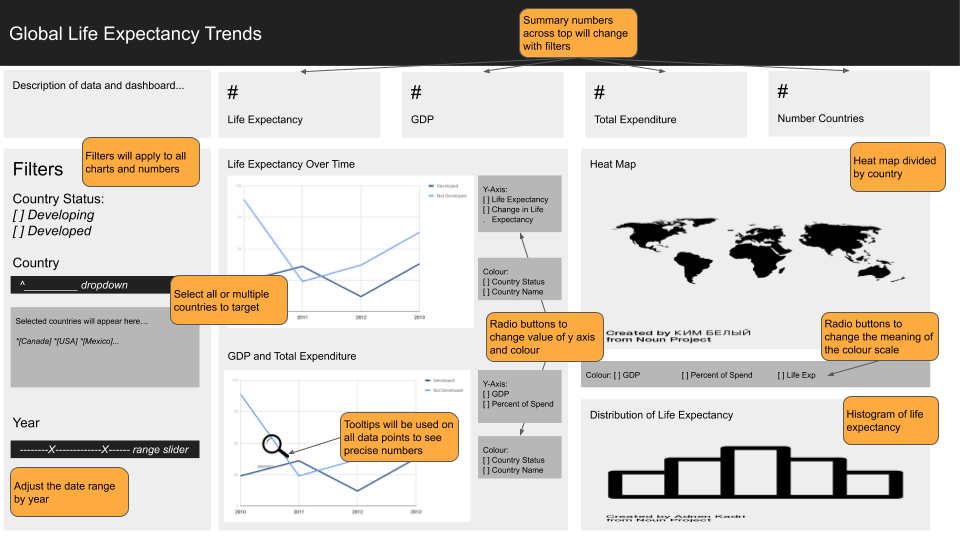 Global Life Expectancy Trends
Summary numbers
across top will change
with filters
Description of data and dashboard...
#
Life Expectancy
#
GDP
#
Total Expenditure
#
Number Countries
Filters
Filters will apply to all
charts and numbers
Country Status:
[ ] Developing
[ ] Developed
Country
^_________ dropdown
Select all or multiple
countries to target
Selected countries will appear here…
*[Canada] *[USA] *[Mexico]...
Year
--------X-------------X------ range slider
Adjust the date range
by year
Life Expectancy Over Time
Developed
Not Developed
2011
2012
2013
Y-Axis:
[ ] Life Expectancy
[ ] Change in Life
. Expectancy
Colour:
[ ] Country Status
[ ] Country Name
Radio buttons to
change value of y axis
and colour
GDP and Total Expenditure
Developed
Not Developed
Tooltips will be used on
all data points to see
precise numbers
2010
2011
2012
2013
Y-Axis:
[ ] GDP
[ ] Percent of Spend
Colour:
[ ] Country Status
[ ] Country Name
Heat Map
Heat map divided
by country
Created by КИМ БЕЛЫЙ
from Noun Project
Radio buttons to
change the meaning of
the colour scale
Colour: [ ] GDP
[ ] Percent of Spend
[ ] Life Exp
Distribution of Life Expectancy
Histogram of life
expectancy
Created by Adnen Kadri
from Noun Project